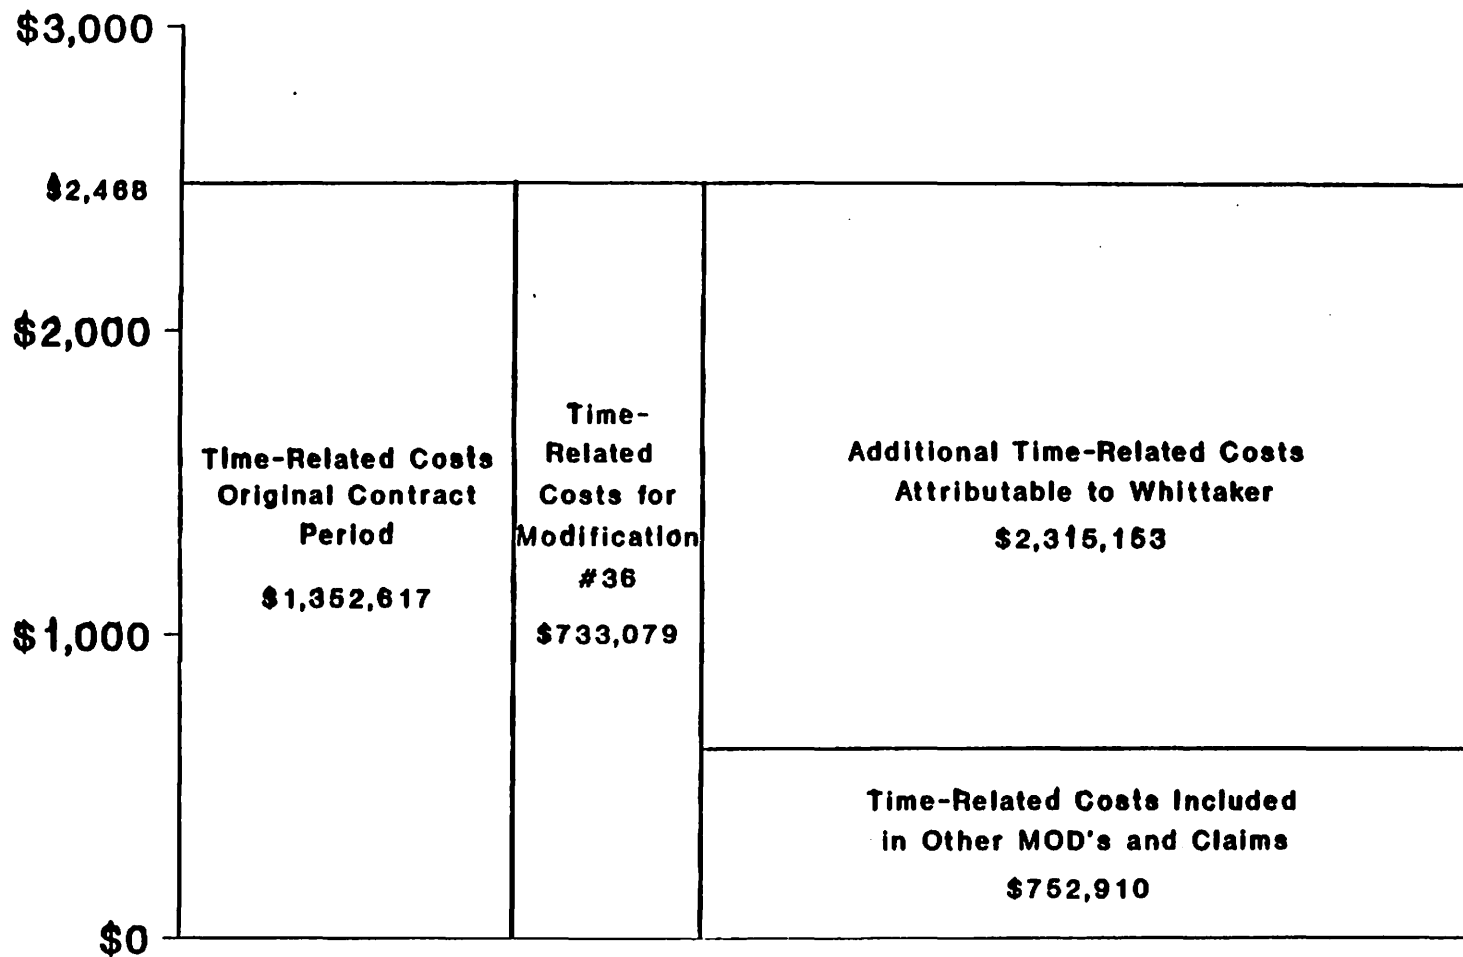 $3,000
$2,468
$2,000
$1,000
$0
Time-Related Costs
Original Contract
Period
$1,352,617
Time-
Related
Costs for
Modification
#36
$733,079
Additional Time-Related Costs
Attributable to Whittaker
$2,315,153
Time-Related Costs Included
in Other MOD's and Claims
$752,910